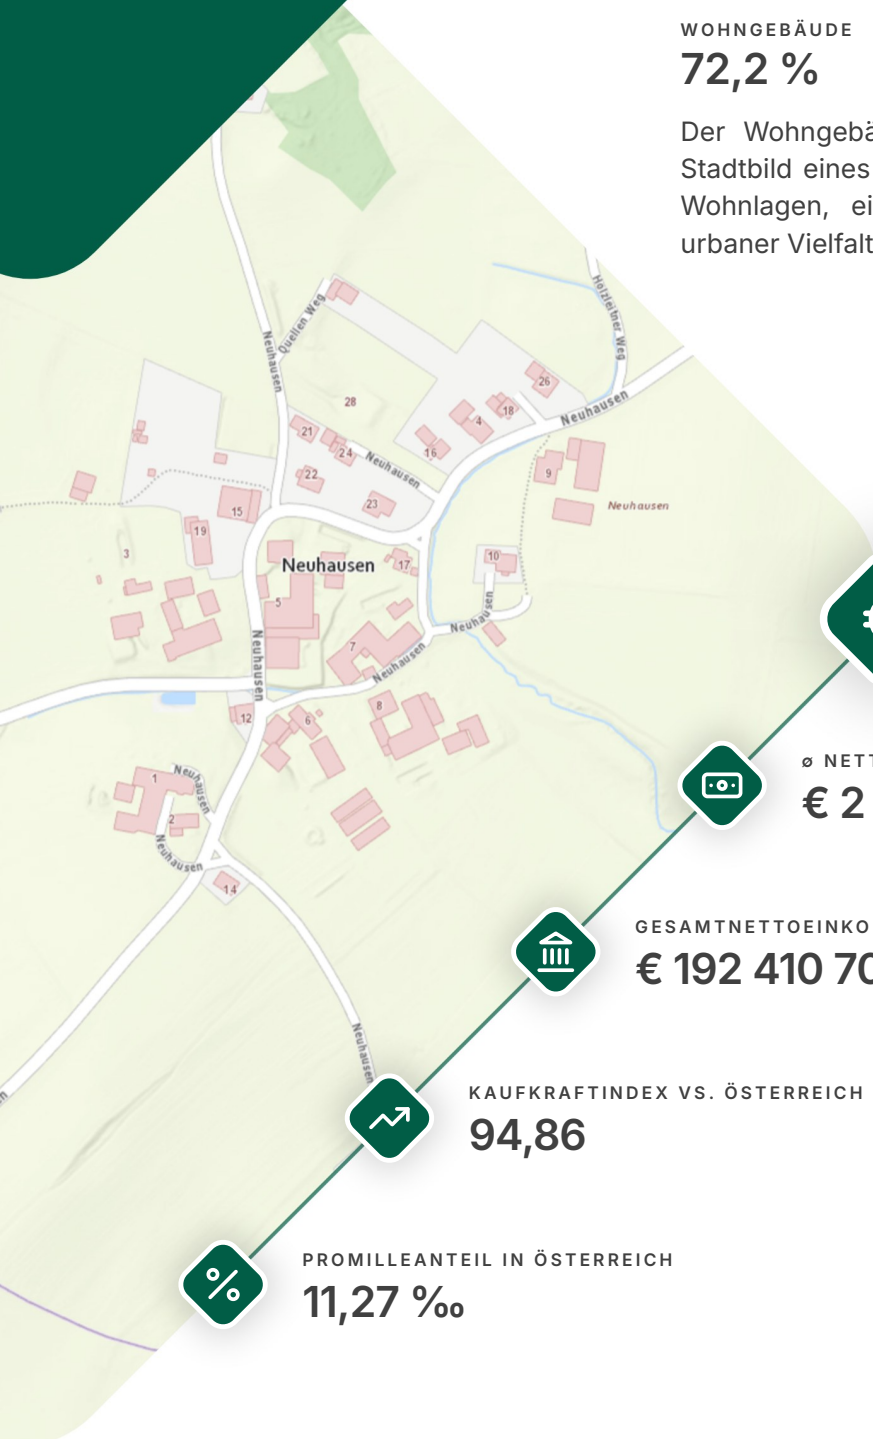 WOHNGEBÄUDE
72,2 %
Der Wohngebä
Stadtbild eines
Wohnlagen, ei
urbaner Vielfalt
Holzleitner Weg
Quellen Weg
Neuhausen
26
28
18
Neuhausen
4
21
24
16
Neuhausen
9
22
23
15
Neuhausen
19
3
10
17
Neuhausen
5
Neuhausen
7
Neuhausen
Neuhausen
8
12
6
ø NETT
€ 2
1
Neuhausen
2
Neuhausen
14
GESAMTNETTOEINKO
€ 192 410 70
Neuhausen
KAUFKRAFTINDEX VS. ÖSTERREICH
94,86
PROMILLEANTEIL IN ÖSTERREICH
11,27 ‰